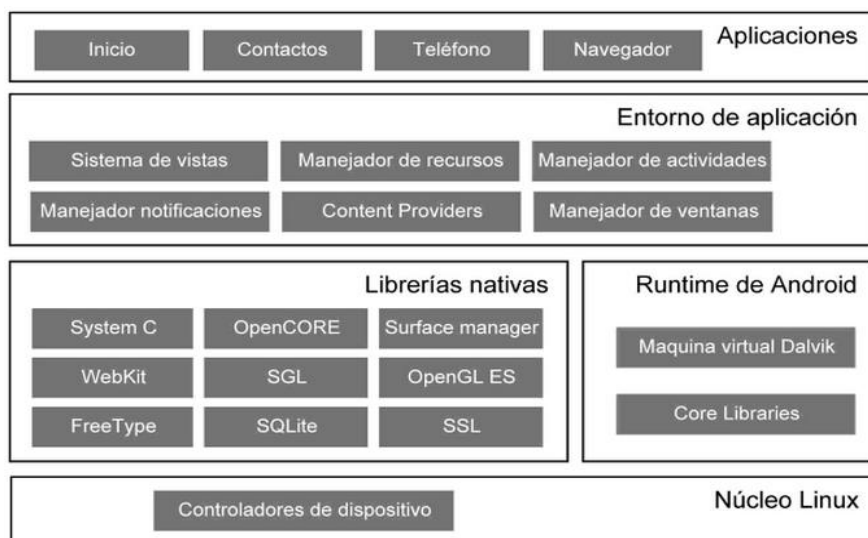 Aplicaciones
Inicio
Contactos
Teléfono
Navegador
Entorno de aplicación
Sistema de vistas
Manejador de recursos
Manejador de actividades
Manejador notificaciones
Content Providers
Manejador de ventanas
Librerías nativas
System C
OpenCORE
Surface manager
WebKit
SGL
OpenGL ES
FreeType
SQLite
SSL
Runtime de Android
Maquina virtual Dalvik
Core Libraries
Núcleo Linux
Controladores de dispositivo